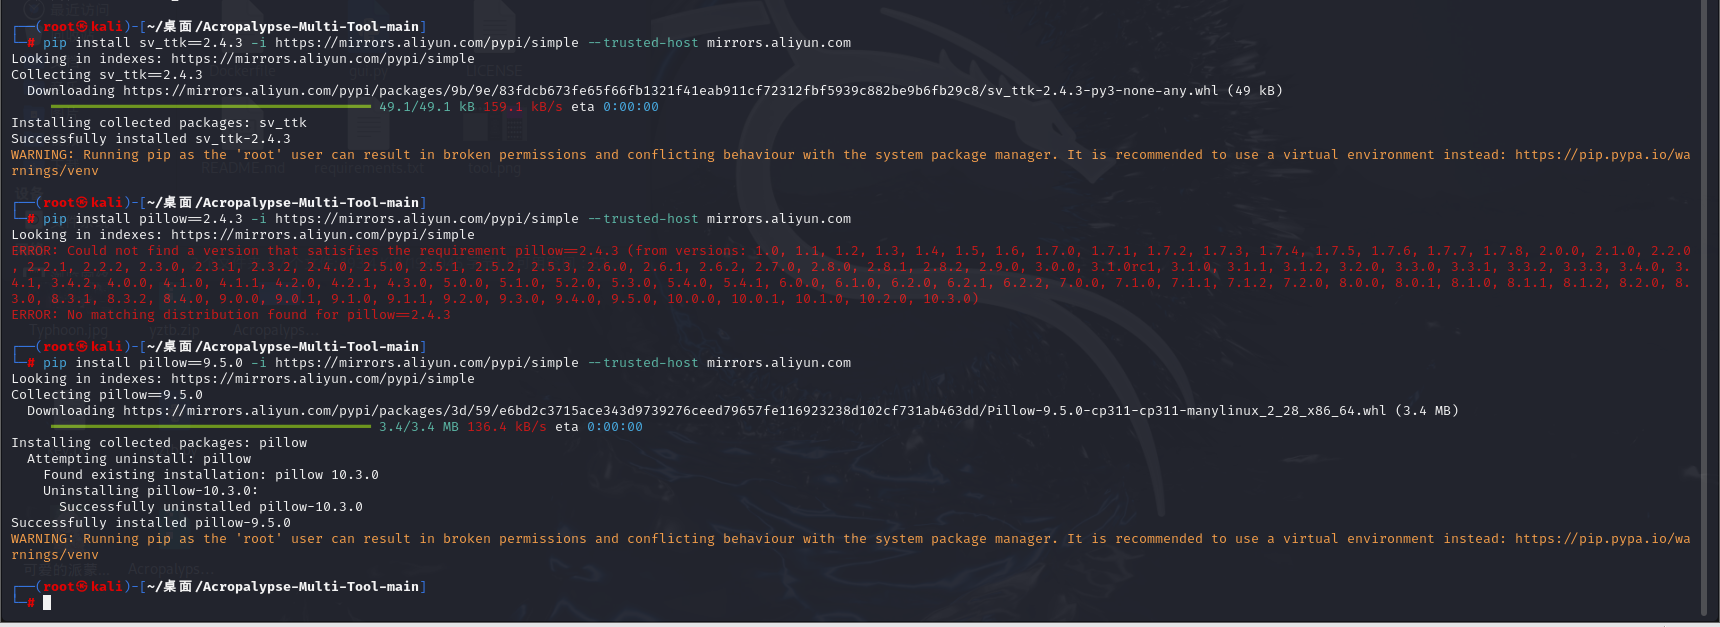 最近访问
┌──(root㉿kali)-[~/桌面/Acropalypse-Multi-Tool-main]
└─# pip install sv_ttk==2.4.3 -i https://mirrors.aliyun.com/pypi/simple --trusted-host mirrors.aliyun.com
Looking in indexes: https://mirrors.aliyun.com/pypi/simple
Collecting sv_ttk==2.4.3
Downloading https://mirrors.aliyun.com/pypi/packages/9b/9e/83fdcb673fe65f66fb1321f41eab911cf72312fbf5939c882be9b6fb29c8/sv_ttk-2.4.3-py3-none-any.whl (49 kB)
49.1/49.1 kB 159.1 kB/s eta 0:00:00
Installing collected packages: sv_ttk
Successfully installed sv_ttk-2.4.3
WARNING: Running pip as the 'root' user can result in broken permissions and conflicting behaviour with the system package manager. It is recommended to use a virtual environment instead: https://pip.pypa.io/wa
rnings/venv
┌──(root㉿kali)-[~/桌面/Acropalypse-Multi-Tool-main]
└─# pip install pillow==2.4.3 -i https://mirrors.aliyun.com/pypi/simple --trusted-host mirrors.aliyun.com
Looking in indexes: https://mirrors.aliyun.com/pypi/simple
ERROR: Could not find a version that satisfies the requirement pillow==2.4.3 (from versions: 1.0, 1.1, 1.2, 1.3, 1.4, 1.5, 1.6, 1.7.0, 1.7.1, 1.7.2, 1.7.3, 1.7.4, 1.7.5, 1.7.6, 1.7.7, 1.7.8, 2.0.0, 2.1.0, 2.2.0
, 2.2.1, 2.2.2, 2.3.0, 2.3.1, 2.3.2, 2.4.0, 2.5.0, 2.5.1, 2.5.2, 2.5.3, 2.6.0, 2.6.1, 2.6.2, 2.7.0, 2.8.0, 2.8.1, 2.8.2, 2.9.0, 3.0.0, 3.1.0rc1, 3.1.0, 3.1.1, 3.1.2, 3.2.0, 3.3.0, 3.3.1, 3.3.2, 3.3.3, 3.4.0, 3.
4.1, 3.4.2, 4.0.0, 4.1.0, 4.1.1, 4.2.0, 4.2.1, 4.3.0, 5.0.0, 5.1.0, 5.2.0, 5.3.0, 5.4.0, 5.4.1, 6.0.0, 6.1.0, 6.2.0, 6.2.1, 6.2.2, 7.0.0, 7.1.0, 7.1.1, 7.1.2, 7.2.0, 8.0.0, 8.0.1, 8.1.0, 8.1.1, 8.1.2, 8.2.0, 8.
3.0, 8.3.1, 8.3.2, 8.4.0, 9.0.0, 9.0.1, 9.1.0, 9.1.1, 9.2.0, 9.3.0, 9.4.0, 9.5.0, 10.0.0, 10.0.1, 10.1.0, 10.2.0, 10.3.0)
ERROR: No matching distribution found for pillow==2.4.3
┌──(root㉿kali)-[~/桌面/Acropalypse-Multi-Tool-main]
└─# pip install pillow==9.5.0 -i https://mirrors.aliyun.com/pypi/simple --trusted-host mirrors.aliyun.com
Looking in indexes: https://mirrors.aliyun.com/pypi/simple
Collecting pillow==9.5.0
Downloading https://mirrors.aliyun.com/pypi/packages/3d/59/e6bd2c3715ace343d9739276ceed79657fe116923238d102cf731ab463dd/Pillow-9.5.0-cp311-cp311-manylinux_2_28_x86_64.whl (3.4 MB)
3.4/3.4 MB 136.4 kB/s eta 0:00:00
Installing collected packages: pillow
Attempting uninstall: pillow
Found existing installation: pillow 10.3.0
Uninstalling pillow-10.3.0:
Successfully uninstalled pillow-10.3.0
Successfully installed pillow-9.5.0
WARNING: Running pip as the 'root' user can result in broken permissions and conflicting behaviour with the system package manager. It is recommended to use a virtual environment instead: https://pip.pypa.io/wa
rnings/venv
┌──(root㉿kali)-[~/桌面/Acropalypse-Multi-Tool-main]
└─#